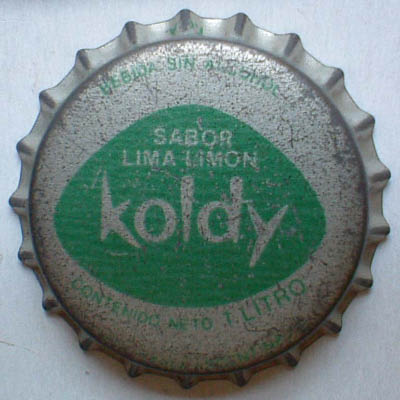 BEBIDA SIN ALCOHOL
SABOR
LIMA LIMON
koldy
CONTENIDO NETO 1 LITRO